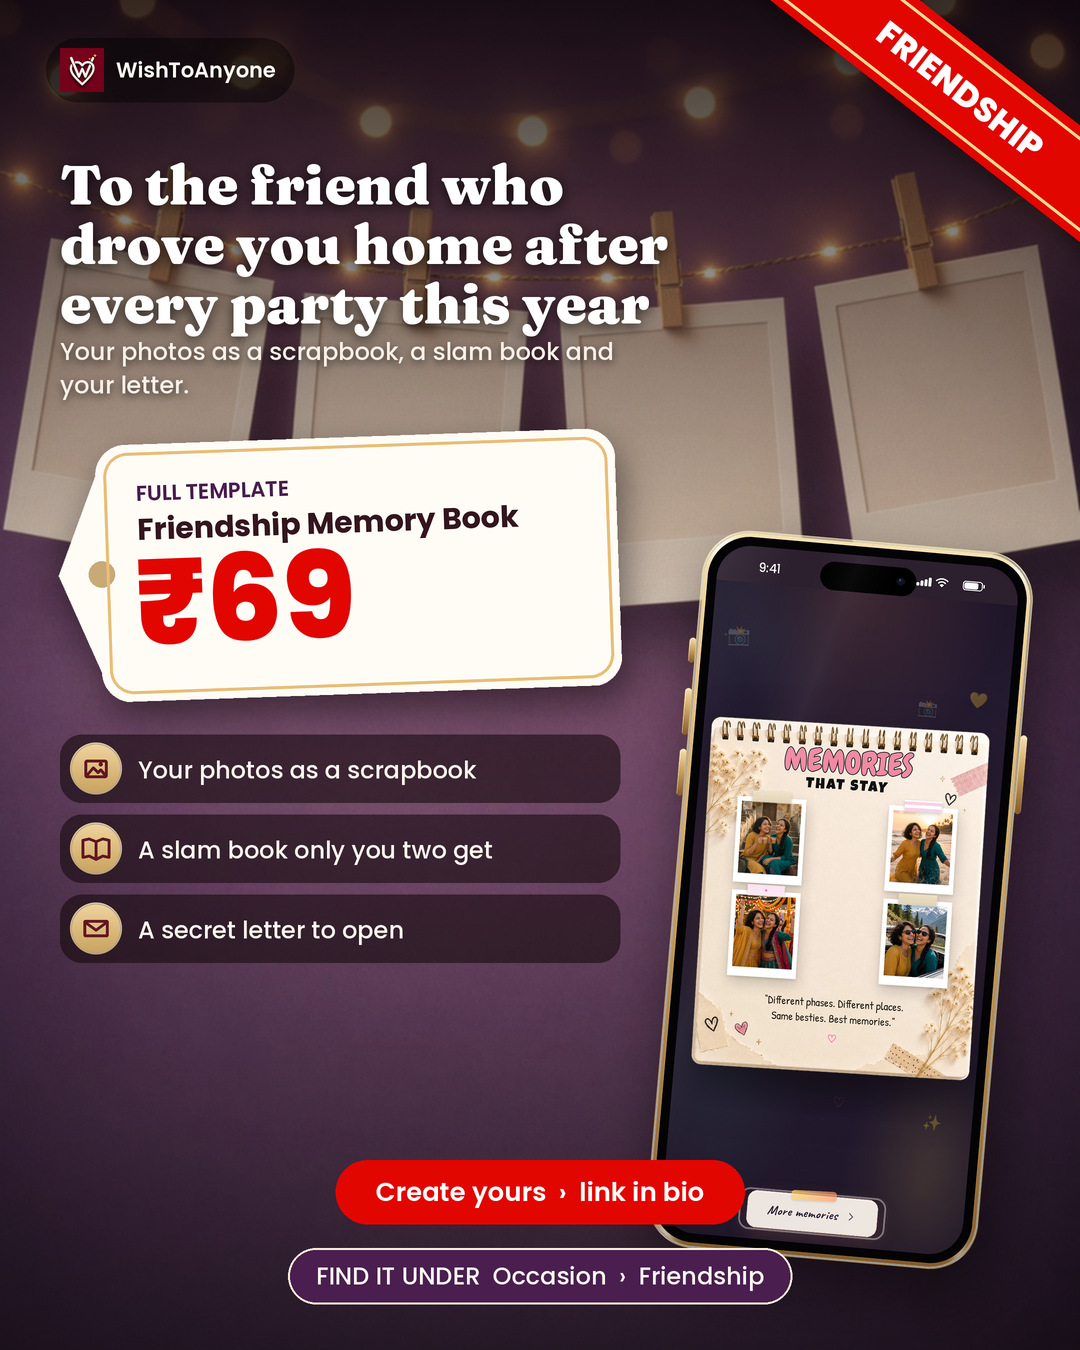 WishToAnyone
FRIENDSHIP
To the friend who
drove you home after
every party this year
Your photos as a scrapbook, a slam book and
your letter.
FULL TEMPLATE
Friendship Memory Book
₹69
Your photos as a scrapbook
A slam book only you two get
A secret letter to open
9:41
MEMORIES
THAT STAY
"Different phases. Different places.
Same besties. Best memories."
More memories >
Create yours › link in bio
FIND IT UNDER Occasion › Friendship